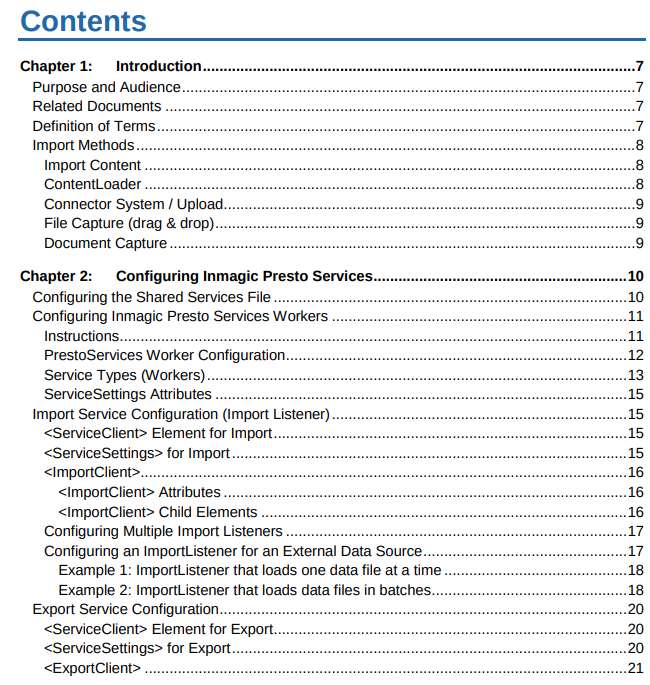 Contents
Chapter 1: Introduction.....7
Purpose and Audience.....7
Related Documents.....7
Definition of Terms.....7
Import Methods.....8
Import Content.....8
ContentLoader.....8
Connector System / Upload.....9
File Capture (drag & drop).....9
Document Capture.....9
Chapter 2: Configuring Inmagic Presto Services.....10
Configuring the Shared Services File.....10
Configuring Inmagic Presto Services Workers.....11
Instructions.....11
PrestoServices Worker Configuration.....12
Service Types (Workers).....13
ServiceSettings Attributes.....15
Import Service Configuration (Import Listener).....15
<ServiceClient> Element for Import.....15
<ServiceSettings> for Import.....15
<ImportClient>.....16
<ImportClient> Attributes.....16
<ImportClient> Child Elements.....16
Configuring Multiple Import Listeners.....17
Configuring an ImportListener for an External Data Source.....17
Example 1: ImportListener that loads one data file at a time.....18
Example 2: ImportListener that loads data files in batches.....18
Export Service Configuration.....20
<ServiceClient> Element for Export.....20
<ServiceSettings> for Export.....20
<ExportClient>.....21